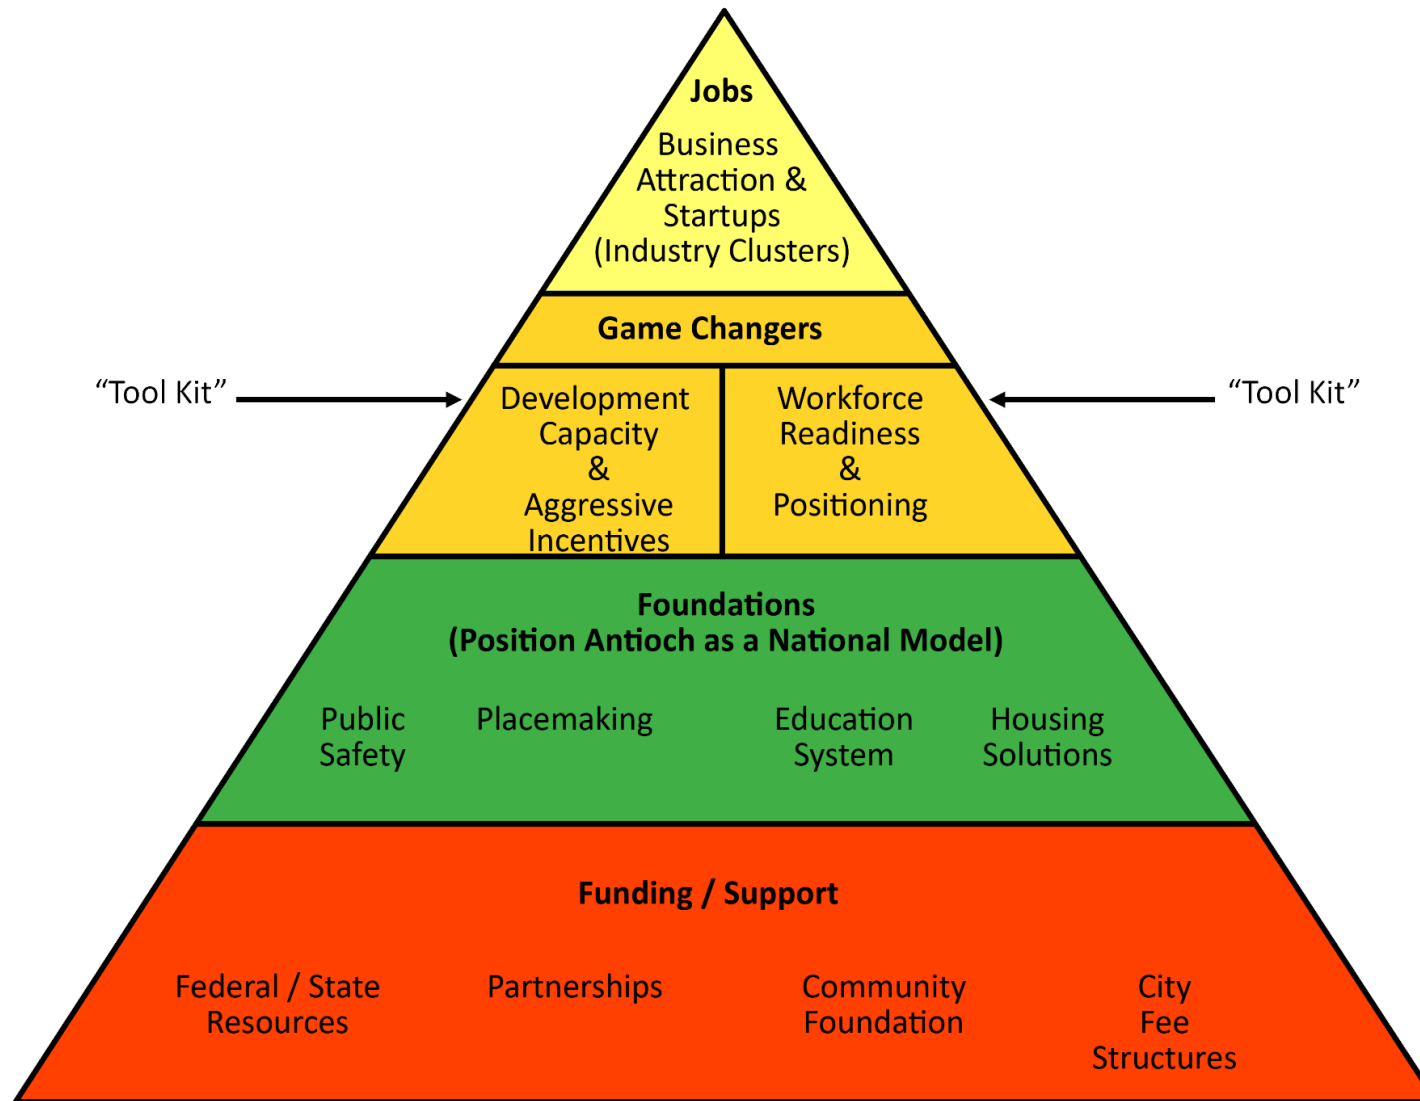 Jobs
Business
Attraction &
Startups
(Industry Clusters)
Game Changers
“Tool Kit”
Development
Capacity
&
Aggressive
Incentives
Workforce
Readiness
&
Positioning
“Tool Kit”
Foundations
(Position Antioch as a National Model)
Public
Safety
Placemaking
Education
System
Housing
Solutions
Funding / Support
Federal / State
Resources
Partnerships
Community
Foundation
City
Fee
Structures